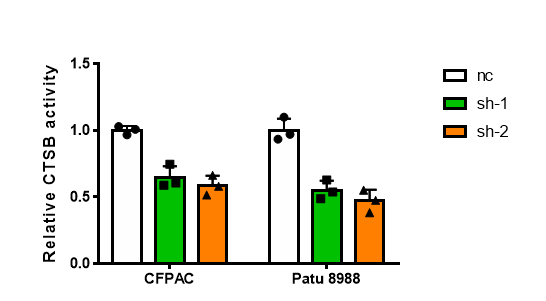 Relative CTSB activity
1.5
1.0
0.5
0.0
CFPAC
Patu 8988
nc
sh-1
sh-2